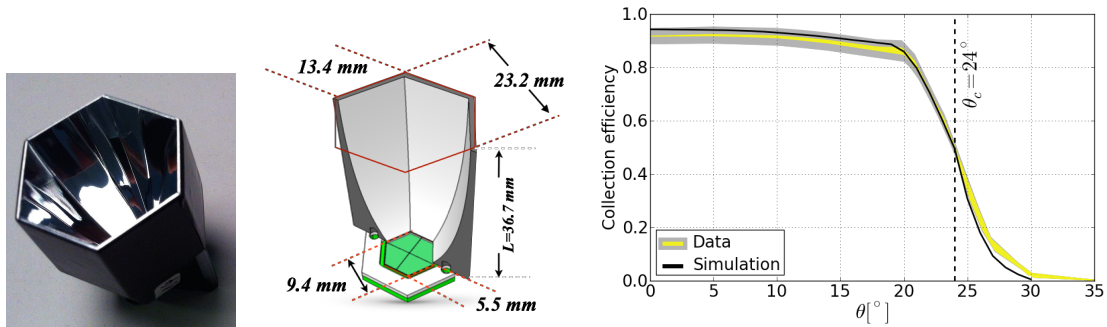 13.4 mm
23.2 mm
L=36.7 mm
9.4 mm
5.5 mm
1.0
0.8
0.6
0.4
0.2
0.0
Collection efficiency
θc = 24°
Data
Simulation
0 5 10 15 20 25 30 35
θ[°]